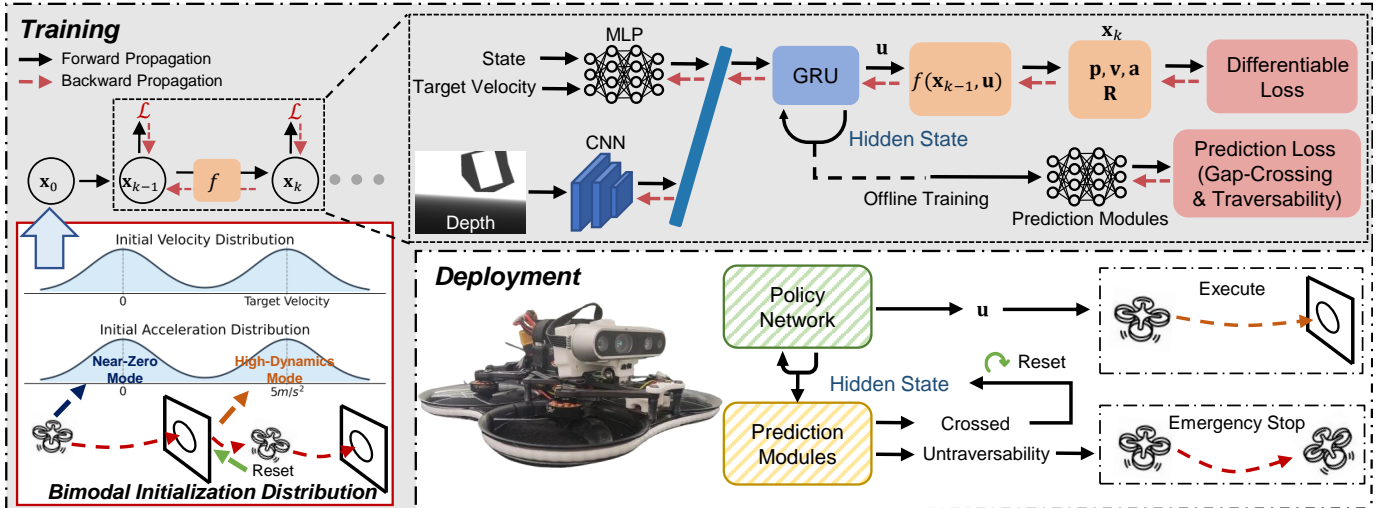 Training
Forward Propagation
Backward Propagation
ℒ
ℒ
x₀
xₖ₋₁
f
xₖ
Initial Velocity Distribution
0
Target Velocity
Initial Acceleration Distribution
Near-Zero
Mode
High-Dynamics
Mode
0
5m/s²
Reset
Bimodal Initialization Distribution
State
Target Velocity
MLP
CNN
Depth
GRU
u
f(xₖ₋₁, u)
xₖ
p, v, a
R
Differentiable
Loss
Hidden State
Offline Training
Prediction Modules
Prediction Loss
(Gap-Crossing
& Traversability)
Deployment
Policy
Network
u
Execute
Hidden State
Reset
Prediction
Modules
Crossed
Untraversability
Emergency Stop